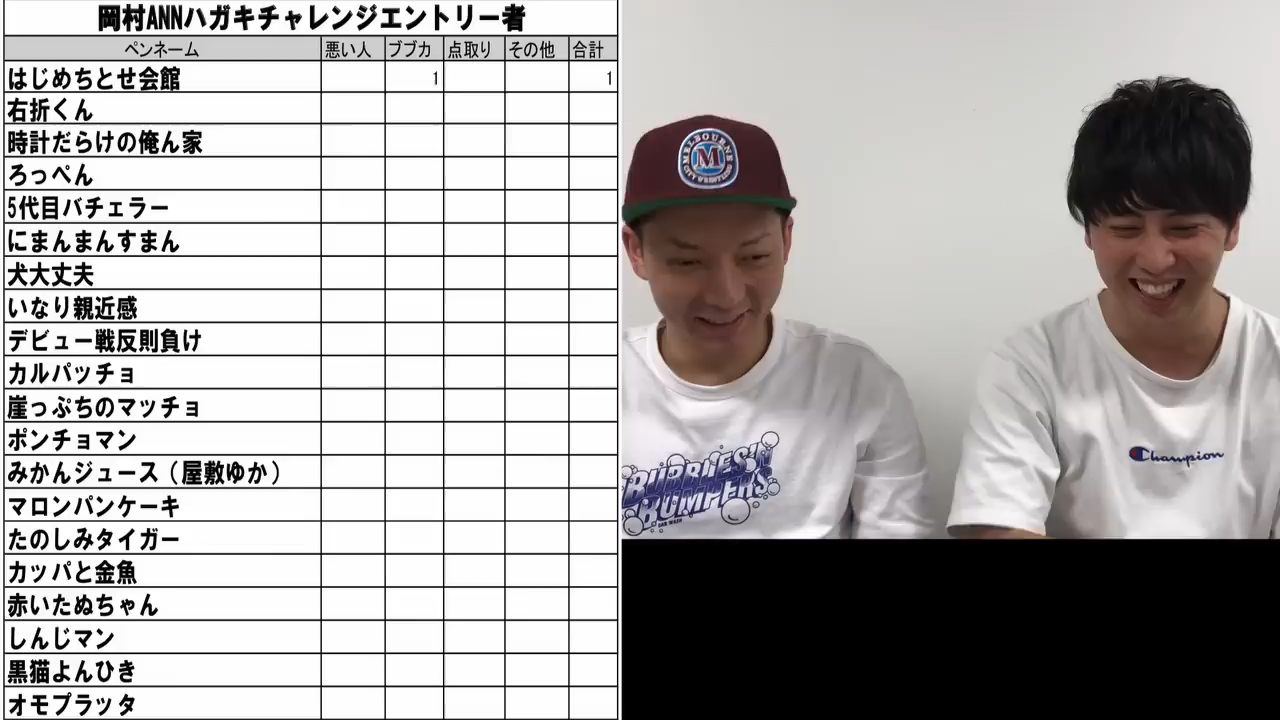 岡村ANNハガキチャレンジエントリー者
ペンネーム 悪い人 ブブカ 点取り その他 合計
はじめちとせ会館 1 1
右折くん
時計だらけの俺ん家
ろっぺん
5代目バチェラー
にまんまんすまん
犬大丈夫
いなり親近感
デビュー戦反則負け
カルパッチョ
崖っぷちのマッチョ
ポンチョマン
みかんジュース（屋敷ゆか）
マロンパンケーキ
たのしみタイガー
カッパと金魚
赤いたぬちゃん
しんじマン
黒猫よんひき
オモプラッタ
MELBOURNE
M
CITY WRESTLING
BUBBLES'N
BUMPERS
CAR WASH
Champion